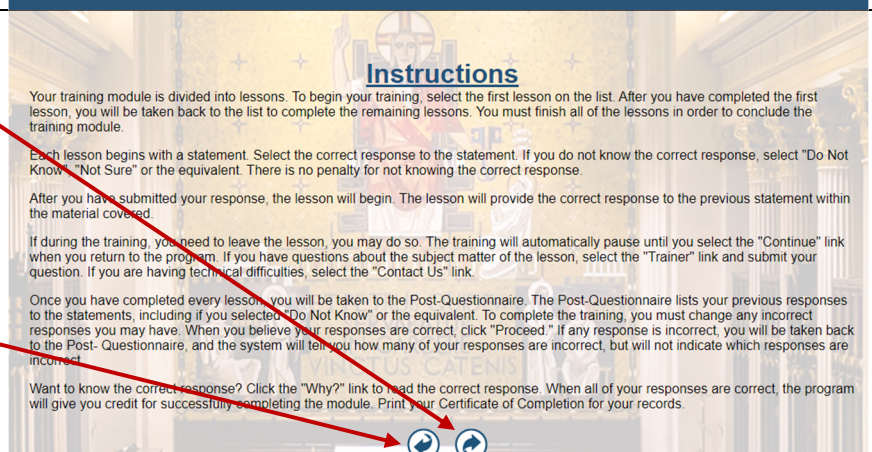 Instructions
Your training module is divided into lessons. To begin your training, select the first lesson on the list. After you have completed the first
lesson, you will be taken back to the list to complete the remaining lessons. You must finish all of the lessons in order to conclude the
training module.
Each lesson begins with a statement. Select the correct response to the statement. If you do not know the correct response, select "Do Not
Know", "Not Sure" or the equivalent. There is no penalty for not knowing the correct response.
After you have submitted your response, the lesson will begin. The lesson will provide the correct response to the previous statement within
the material covered.
If during the training, you need to leave the lesson, you may do so. The training will automatically pause until you select the "Continue" link
when you return to the program. If you have questions about the subject matter of the lesson, select the "Trainer" link and submit your
question. If you are having technical difficulties, select the "Contact Us" link.
Once you have completed every lesson, you will be taken to the Post-Questionnaire. The Post-Questionnaire lists your previous responses
to the statements, including if you selected "Do Not Know" or the equivalent. To complete the training, you must change any incorrect
responses you may have. When you believe your responses are correct, click "Proceed." If any response is incorrect, you will be taken back
to the Post- Questionnaire, and the system will tell you how many of your responses are incorrect, but will not indicate which responses are
incorrect.
Want to know the correct response? Click the "Why?" link to read the correct response. When all of your responses are correct, the program
will give you credit for successfully completing the module. Print your Certificate of Completion for your records.